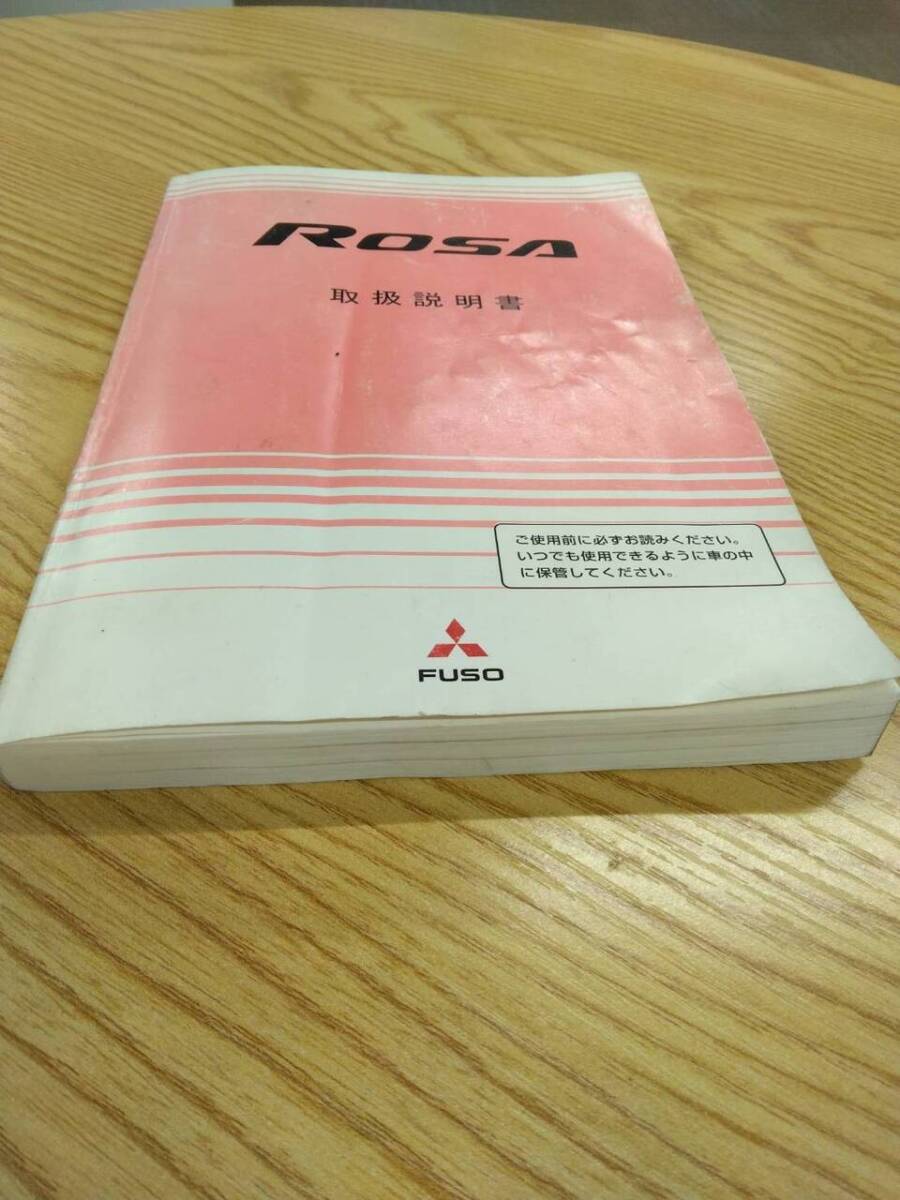 ROSA
取扱説明書
ご使用前に必ずお読みください。
いつでも使用できるように車の中
に保管してください。
FUSO